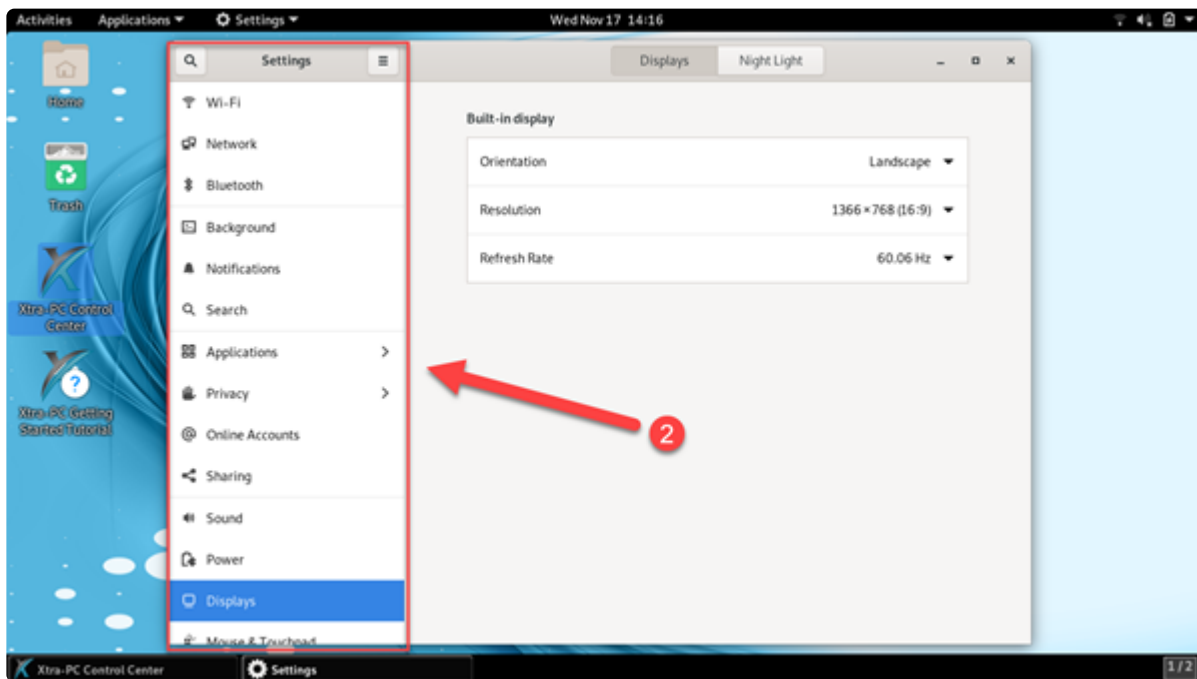 Activities Applications Settings Wed Nov 17 14:16
Home
Trash
Xtra-PC Control
Center
Xtra-PC Getting
Started Tutorial
Settings
Wi-Fi
Network
Bluetooth
Background
Notifications
Search
Applications
Privacy
Online Accounts
Sharing
Sound
Power
Displays
Mouse & Touchpad
Displays Night Light
Built-in display
Orientation Landscape
Resolution 1366×768 (16:9)
Refresh Rate 60.06 Hz
2
Xtra-PC Control Center Settings 1/2